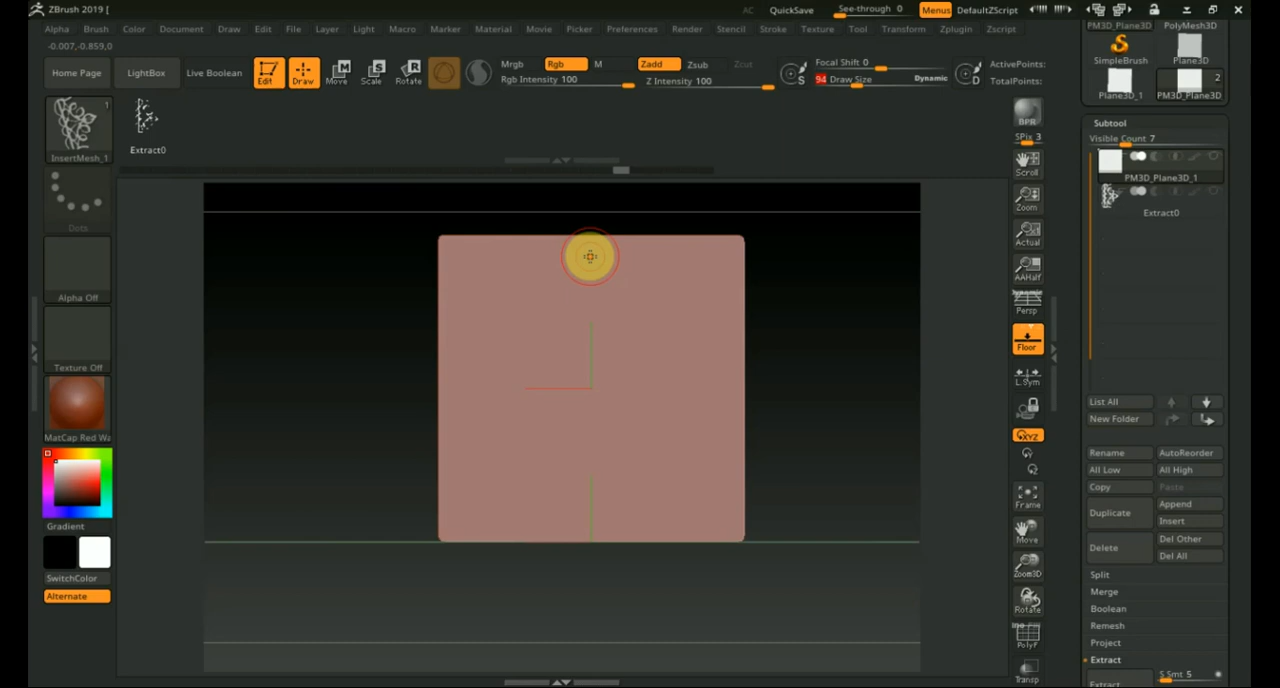 ZBrush 2019 [
AC QuickSave See-through 0 Menus DefaultZScript
Alpha Brush Color Document Draw Edit File Layer Light Macro Marker Material Movie Picker Preferences Render Stencil Stroke Texture Tool Transform Zplugin Zscript
-0.007,-0.859,0
Home Page LightBox Live Boolean Edit Draw Move Scale Rotate
Mrgb Rgb M Zadd Zsub Zcut
Rgb Intensity 100 Z Intensity 100
Focal Shift 0
94 Draw Size Dynamic
ActivePoints:
TotalPoints:
S
D
1
InsertMesh_1
Extract0
Dots
Alpha Off
Texture Off
MatCap Red Wa
Gradient
SwitchColor
Alternate
BPR
SPix 3
Scroll
Zoom
Actual
AAHalf
Dynamic
Persp
Floor
L.Sym
XYZ
Frame
Move
Zoom3D
Rotate
PolyF
Transp
PM3D_Plane3D PolyMesh3D
SimpleBrush Plane3D
2
Plane3D_1 PM3D_Plane3D
Subtool
Visible Count 7
PM3D_Plane3D_1
Extract0
List All
New Folder
Rename AutoReorder
All Low All High
Copy Paste
Duplicate Append
Insert
Delete Del Other
Del All
Split
Merge
Boolean
Remesh
Project
Extract
Extract S Smt 5